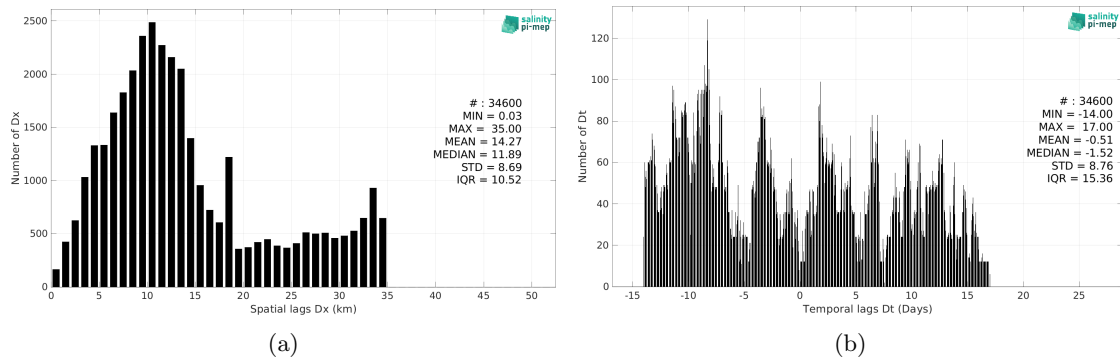 2500
2000
1500
1000
500
0
Number of Dx
0 5 10 15 20 25 30 35 40 45 50
Spatial lags Dx (km)
salinity
pi-mep
# : 34600
MIN = 0.03
MAX = 35.00
MEAN = 14.27
MEDIAN = 11.89
STD = 8.69
IQR = 10.52
(a)
120
100
80
60
40
20
0
Number of Dt
-15 -10 -5 0 5 10 15 20 25
Temporal lags Dt (Days)
salinity
pi-mep
# : 34600
MIN = -14.00
MAX = 17.00
MEAN = -0.51
MEDIAN = -1.52
STD = 8.76
IQR = 15.36
(b)